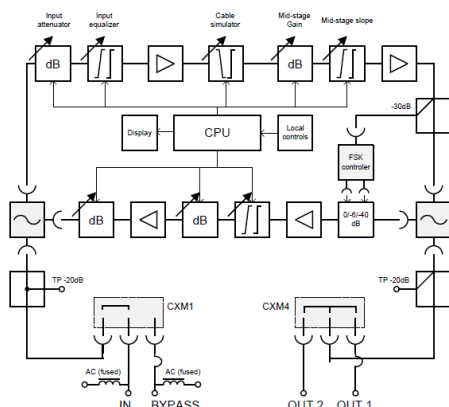 Input
attenuator
Input
equalizer
Cable
simulator
Mid-stage
Gain
Mid-stage slope
dB
dB
-30dB
Display
CPU
Local
controls
FSK
controler
dB
dB
0/-6/-40
dB
TP -20dB
TP -20dB
CXM1
CXM4
AC (fused)
AC (fused)
IN
BYPASS
OUT 2
OUT 1